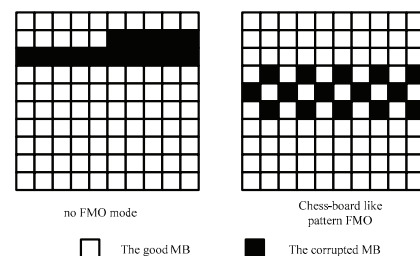 no FMO mode
Chess-board like
pattern FMO
The good MB
The corrupted MB